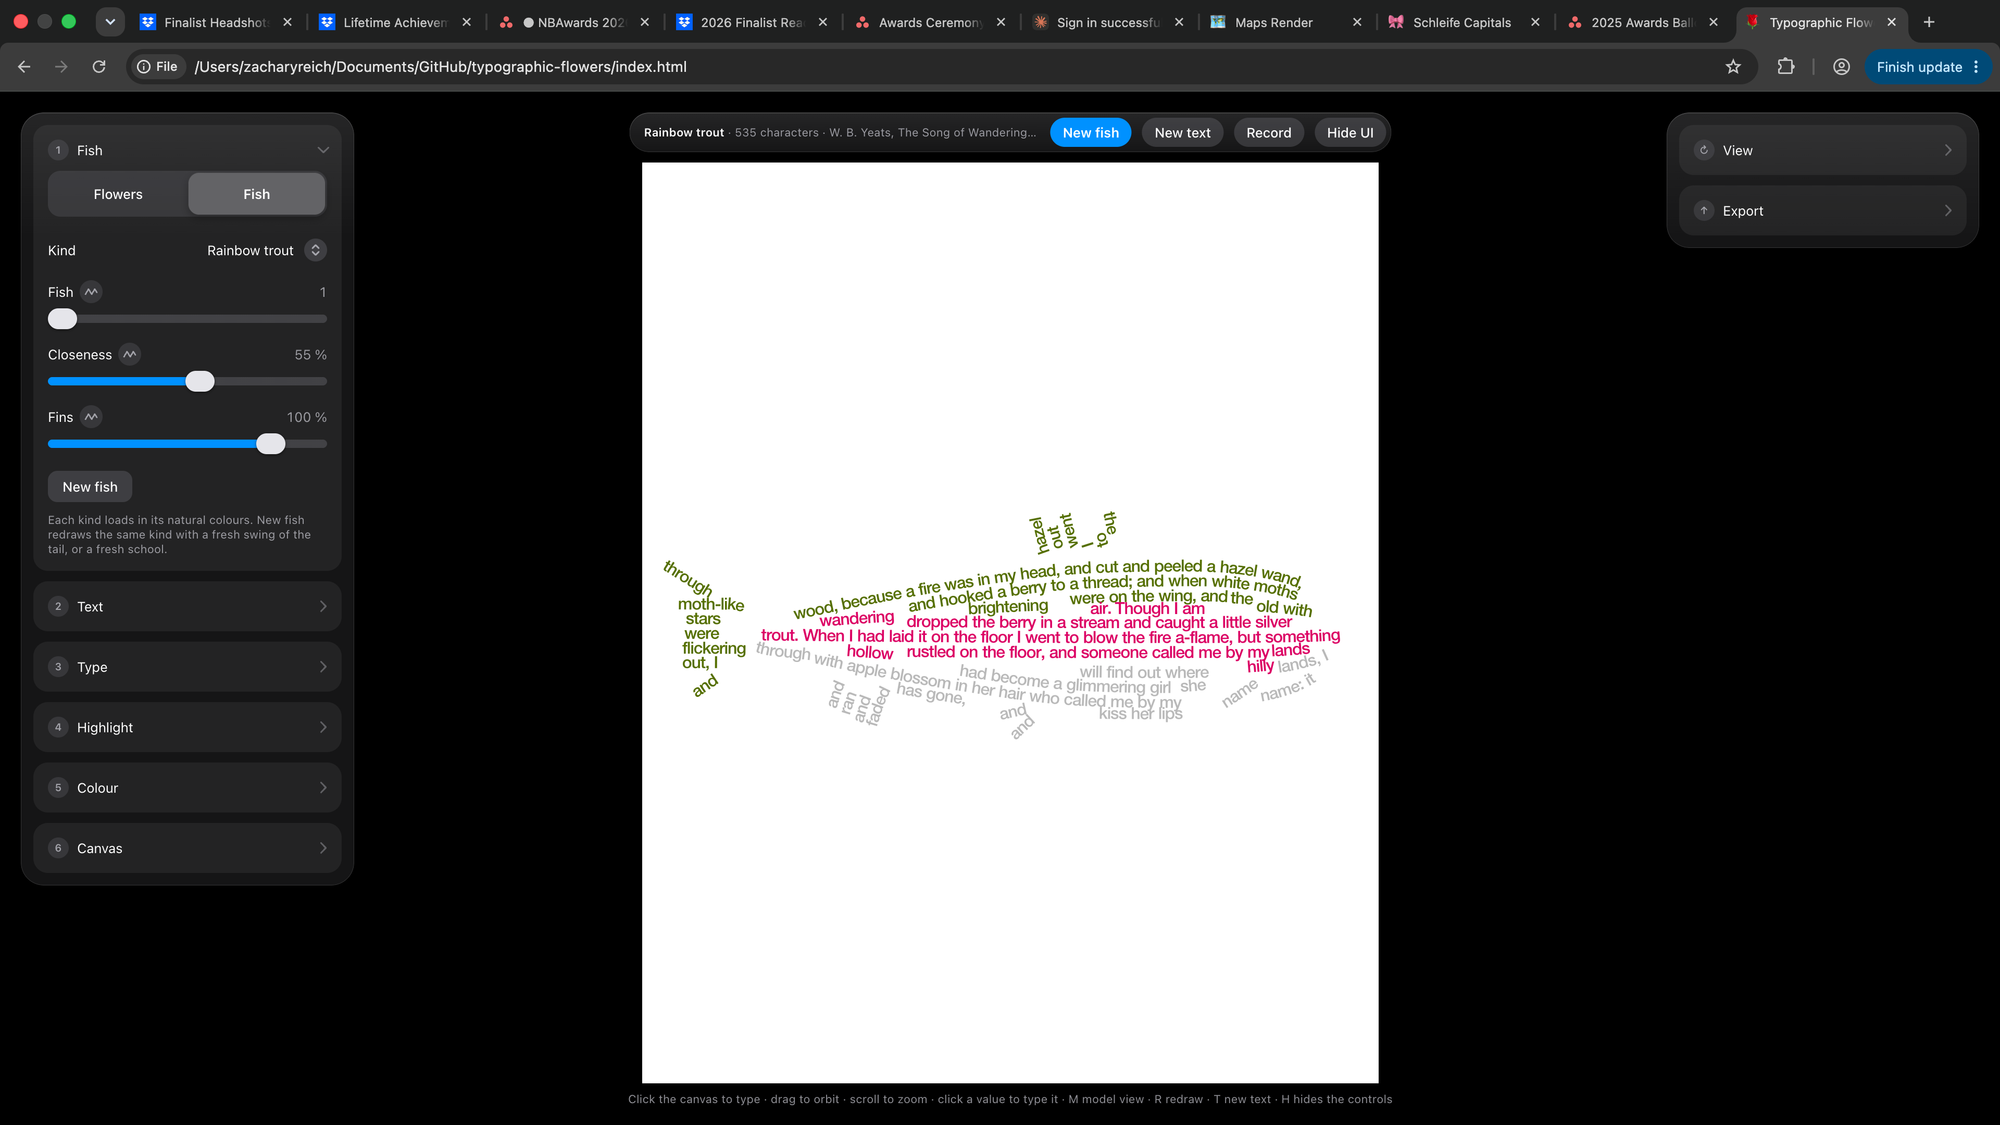 Finalist Headshot
Lifetime Achievem
NBAwards 202
2026 Finalist Rea
Awards Ceremony
Sign in successfu
Maps Render
Schleife Capitals
2025 Awards Ball
Typographic Flow
File
/Users/zacharyreich/Documents/GitHub/typographic-flowers/index.html
Finish update
1 Fish
Flowers Fish
Kind Rainbow trout
Fish 1
Closeness 55 %
Fins 100 %
New fish
Each kind loads in its natural colours. New fish
redraws the same kind with a fresh swing of the
tail, or a fresh school.
2 Text
3 Type
4 Highlight
5 Colour
6 Canvas
Rainbow trout · 535 characters · W. B. Yeats, The Song of Wandering...
New fish
New text
Record
Hide UI
hazel
out
went
I
the
to
wood, because a fire was in my head, and cut and peeled a hazel wand,
and hooked a berry to a thread; and when white moths
brightening were on the wing, and the old with
wandering air. Though I am
dropped the berry in a stream and caught a little silver
trout. When I had laid it on the floor I went to blow the fire a-flame, but something
hollow rustled on the floor, and someone called me by my lands
hilly lands, I
through with apple blossom in her hair who called me by my
had become a glimmering girl she
will find out where
has gone,
kiss her lips
name
name: it
and
ran
and
faded
and
and
through
moth-like
stars
were
flickering
out, I
and
View
Export
Click the canvas to type · drag to orbit · scroll to zoom · click a value to type it · M model view · R redraw · T new text · H hides the controls